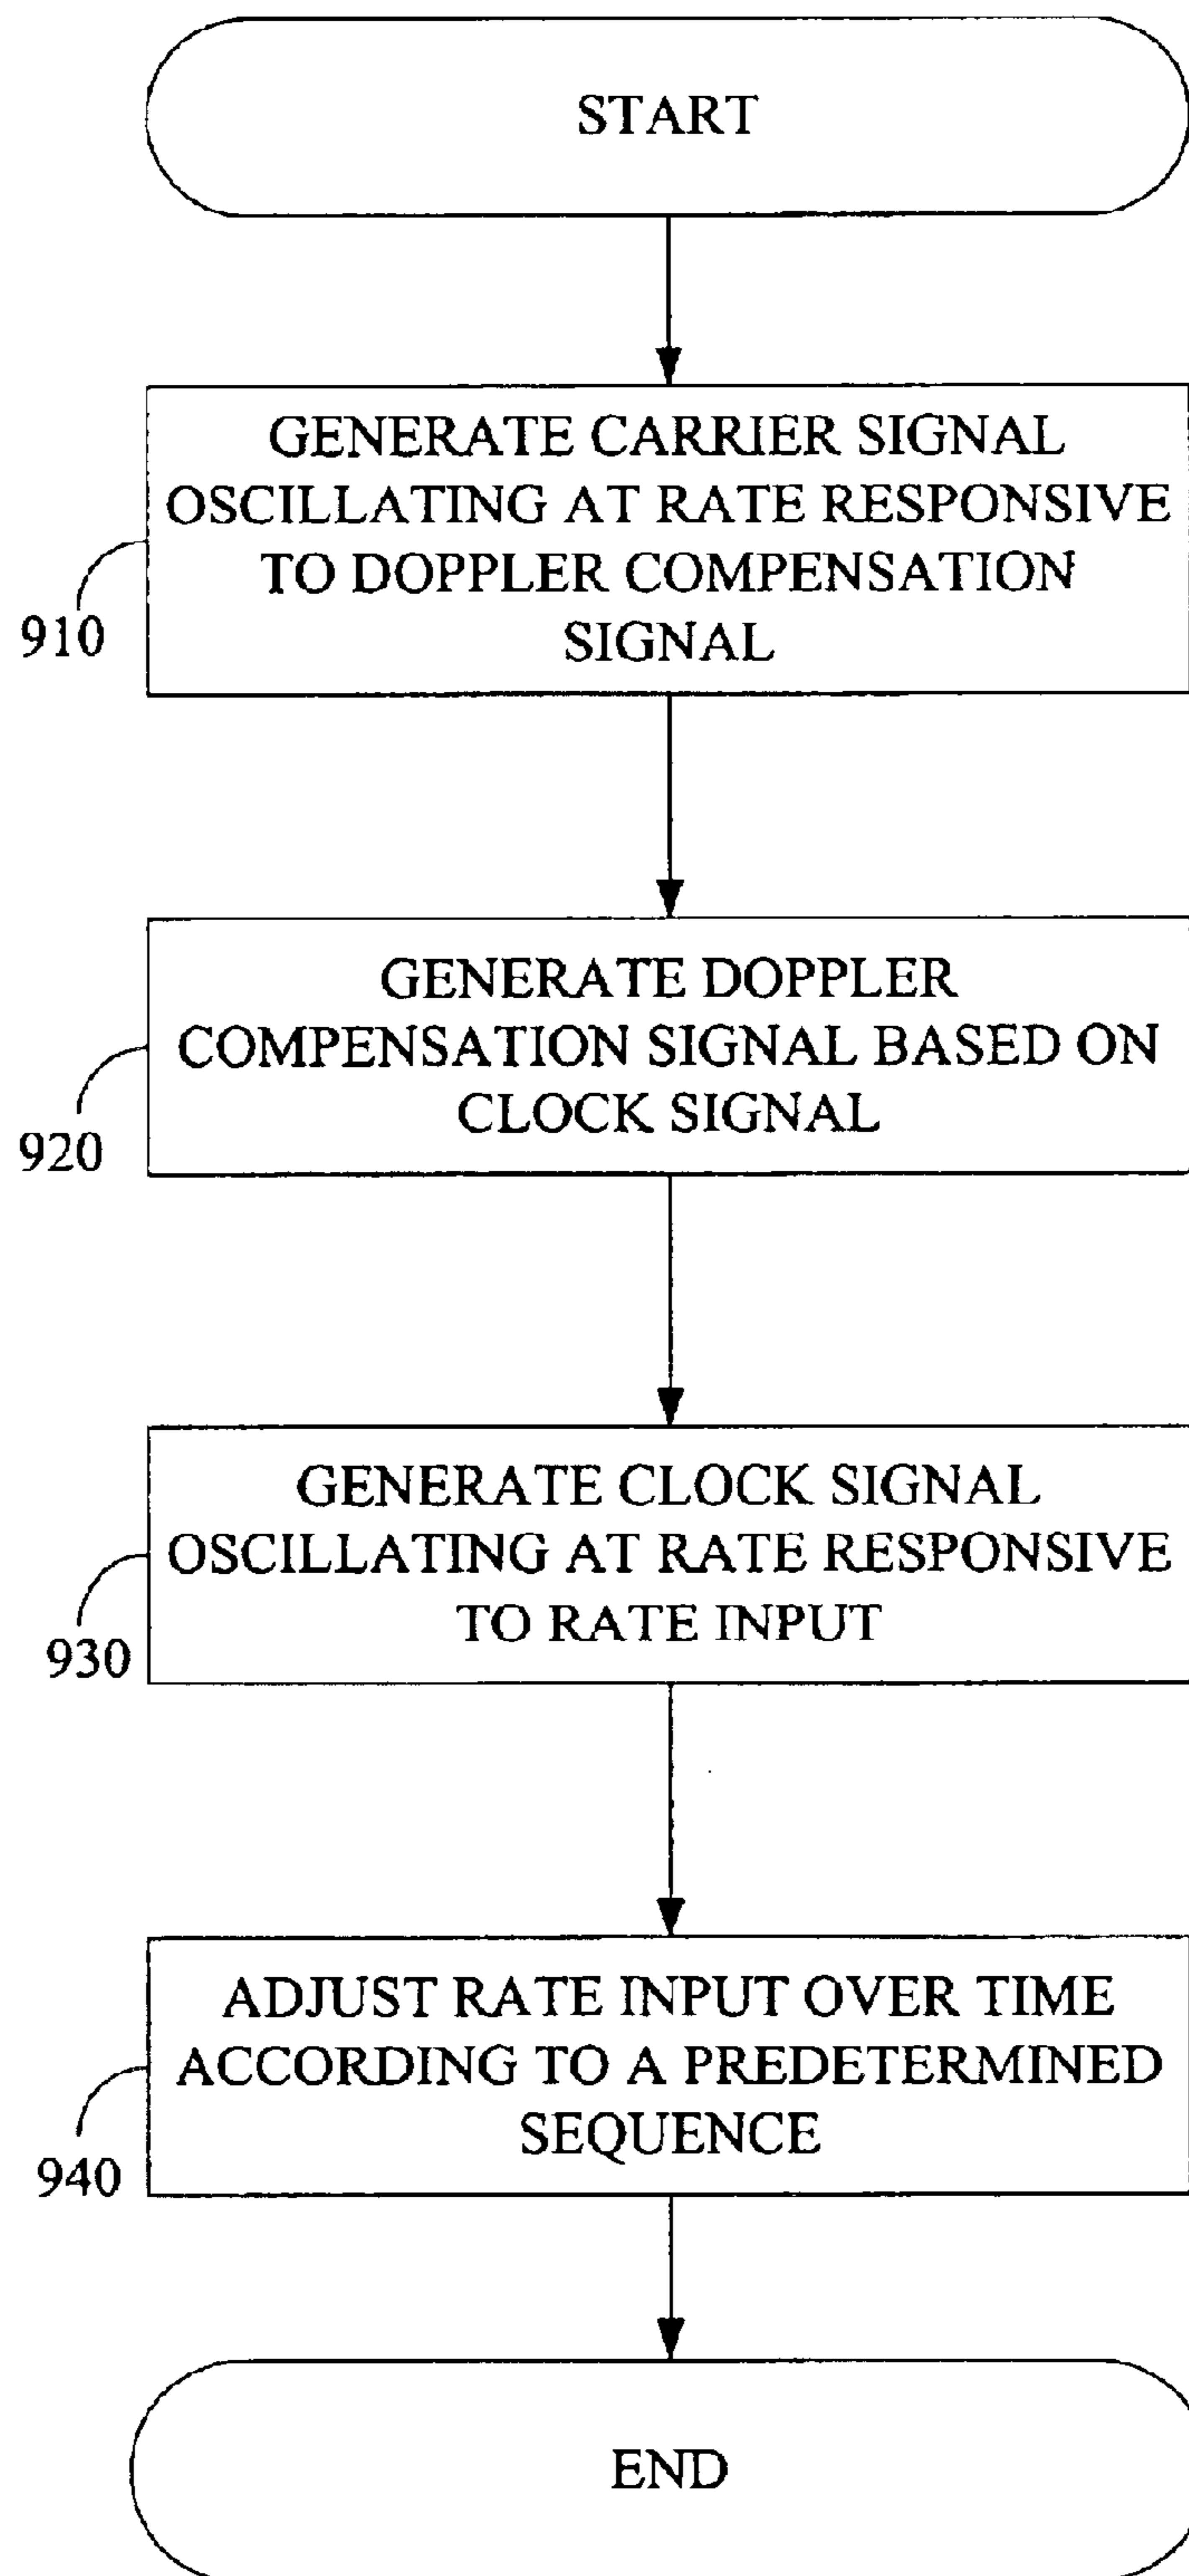 START
GENERATE CARRIER SIGNAL
OSCILLATING AT RATE RESPONSIVE
TO DOPPLER COMPENSATION
SIGNAL
910
GENERATE DOPPLER
COMPENSATION SIGNAL BASED ON
CLOCK SIGNAL
920
GENERATE CLOCK SIGNAL
OSCILLATING AT RATE RESPONSIVE
TO RATE INPUT
930
ADJUST RATE INPUT OVER TIME
ACCORDING TO A PREDETERMINED
SEQUENCE
940
END